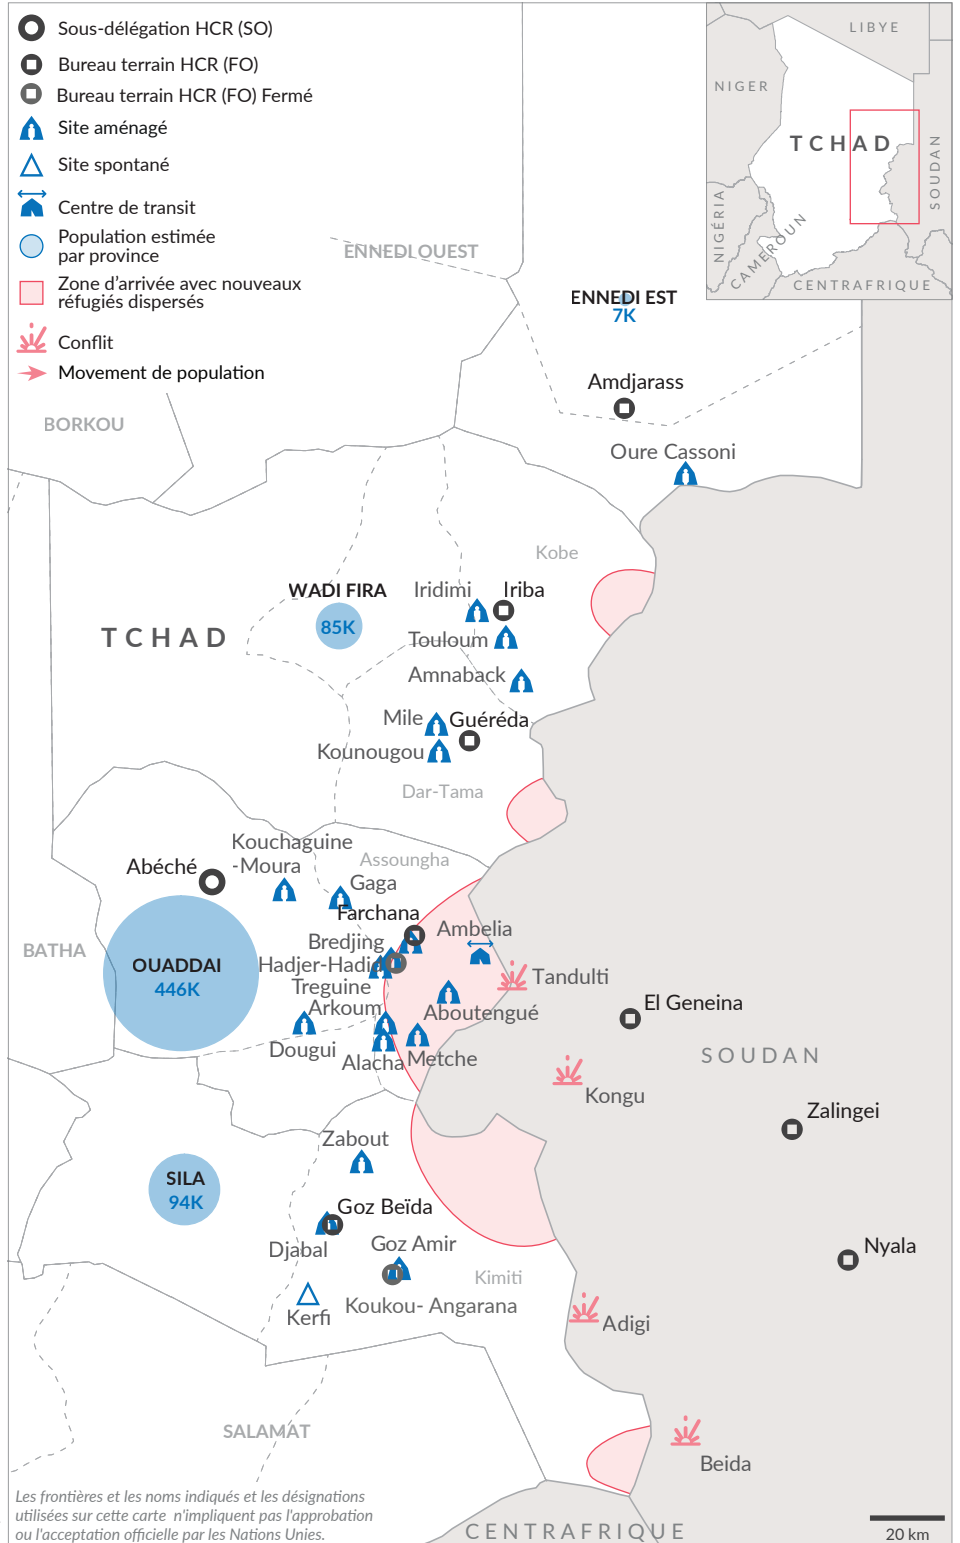 Sous-délégation HCR (SO)
Bureau terrain HCR (FO)
Bureau terrain HCR (FO) Fermé
Site aménagé
Site spontané
Centre de transit
Population estimée
par province
Zone d'arrivée avec nouveaux
réfugiés dispersés
Conflit
Movement de population
LIBYE
NIGER
TCHAD
SOUDAN
NIGÉRIA
CAMEROUN
CENTRAFRIQUE
ENNEDI OUEST
ENNEDI EST
7K
Amdjarass
BORKOU
Oure Cassoni
Kobe
WADI FIRA
85K
Iridimi
Iriba
TCHAD
Touloum
Amnaback
Mile
Guéréda
Kounougou
Dar-Tama
Kouchaguine
-Moura
Assoungha
Abéché
Gaga
Farchana
Ambelia
BATHA
Bredjing
OUADDAI
446K
Hadjer-Hadid
Tandulti
Treguine
Arkoum
Aboutengué
El Geneina
Dougui
Alacha
Metche
SOUDAN
Kongu
Zalingei
Zabout
SILA
94K
Goz Beïda
Djabal
Goz Amir
Nyala
Kimiti
Koukou- Angarana
Kerfi
Adigi
SALAMAT
Beida
Les frontières et les noms indiqués et les désignations
utilisées sur cette carte n'impliquent pas l'approbation
ou l'acceptation officielle par les Nations Unies.
CENTRAFRIQUE
20 km